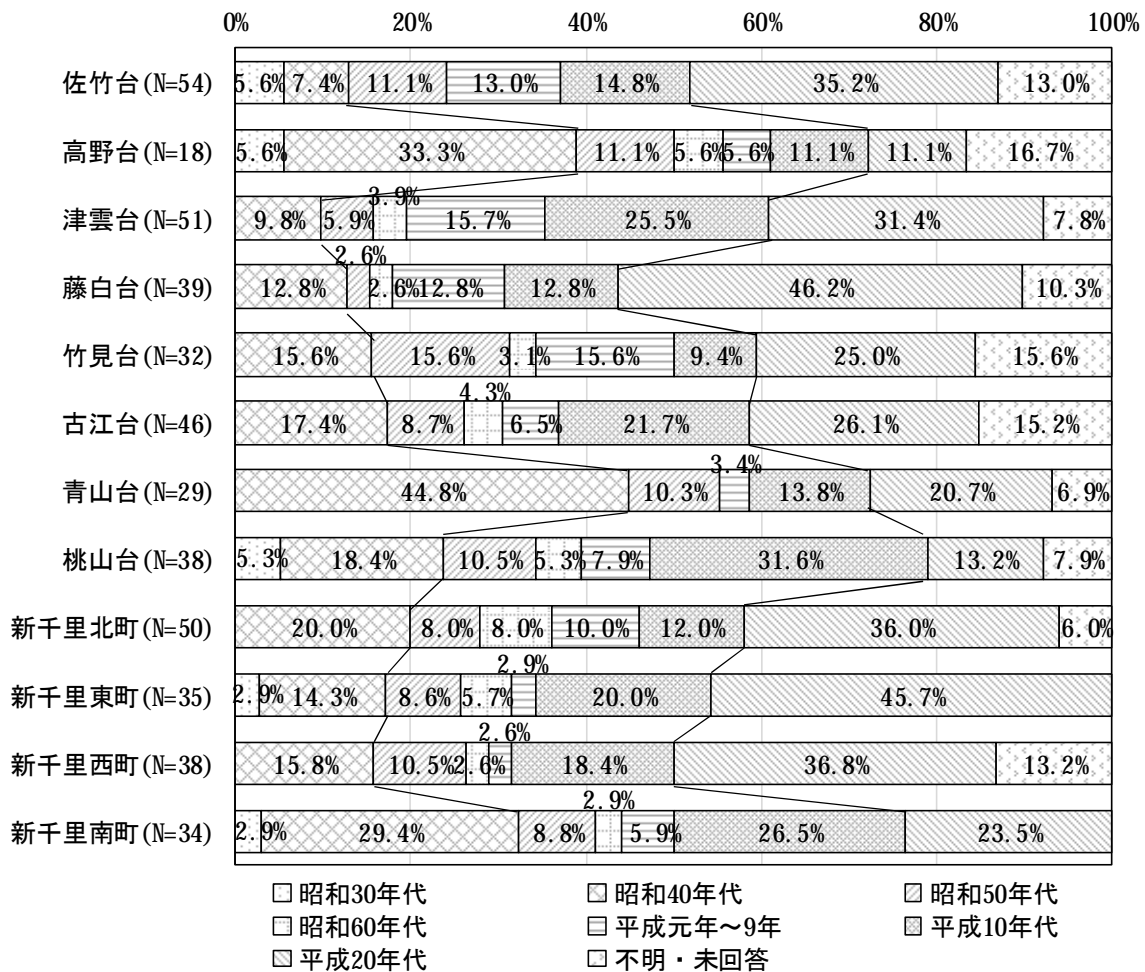 0% 20% 40% 60% 80% 100%
佐竹台(N=54) 5.6% 7.4% 11.1% 13.0% 14.8% 35.2% 13.0%
高野台(N=18) 5.6% 33.3% 11.1% 5.6% 5.6% 11.1% 11.1% 16.7%
3.9%
津雲台(N=51) 9.8% 5.9% 15.7% 25.5% 31.4% 7.8%
2.6%
藤白台(N=39) 12.8% 2.6% 12.8% 12.8% 46.2% 10.3%
竹見台(N=32) 15.6% 15.6% 3.1% 15.6% 9.4% 25.0% 15.6%
4.3%
古江台(N=46) 17.4% 8.7% 6.5% 21.7% 26.1% 15.2%
3.4%
青山台(N=29) 44.8% 10.3% 13.8% 20.7% 6.9%
桃山台(N=38) 5.3% 18.4% 10.5% 5.3% 7.9% 31.6% 13.2% 7.9%
新千里北町(N=50) 20.0% 8.0% 8.0% 10.0% 12.0% 36.0% 6.0%
2.9%
新千里東町(N=35) 2.9% 14.3% 8.6% 5.7% 20.0% 45.7%
2.6%
新千里西町(N=38) 15.8% 10.5% 2.6% 18.4% 36.8% 13.2%
2.9%
新千里南町(N=34) 2.9% 29.4% 8.8% 5.9% 26.5% 23.5%
昭和30年代 昭和40年代 昭和50年代
昭和60年代 平成元年～9年 平成10年代
平成20年代 不明・未回答